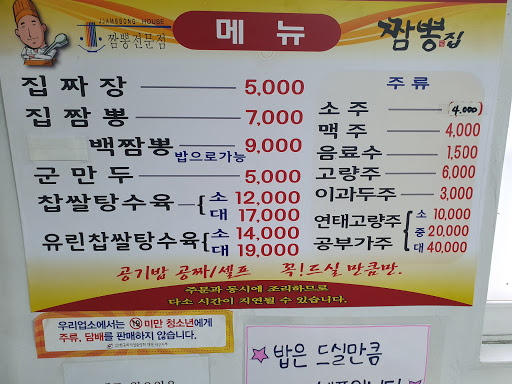 JJAMBBONG HOUSE
짬뽕전문점
메뉴
짬뽕집
집짜장 5,000
집짬뽕 7,000
백짬뽕 밥으로가능 9,000
군만두 5,000
찹쌀탕수육 소 12,000
대 17,000
유린찹쌀탕수육 소 14,000
대 19,000
주류
소주 (4,000)
맥주 4,000
음료수 1,500
고량주 6,000
이과두주 3,000
연태고량주 소 10,000
중 20,000
공부가주 대 40,000
공기밥 공짜/셀프 꼭!드실 만큼만.
주문과 동시에 조리하므로
다소 시간이 지연될 수 있습니다.
우리업소에서는 19 미만 청소년에게
주류, 담배를 판매하지 않습니다.
☆밥은 드실만큼